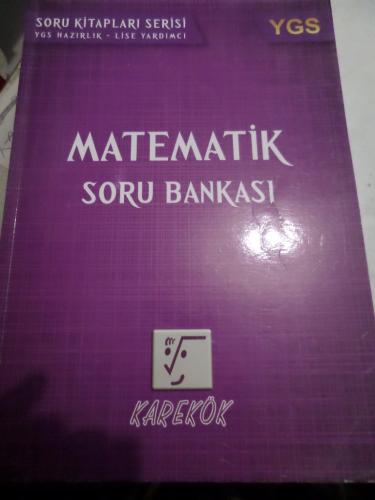 SORU KİTAPLARI SERİSİ
YGS HAZIRLIK - LİSE YARDIMCI
YGS
MATEMATİK
SORU BANKASI
KAREKÖK